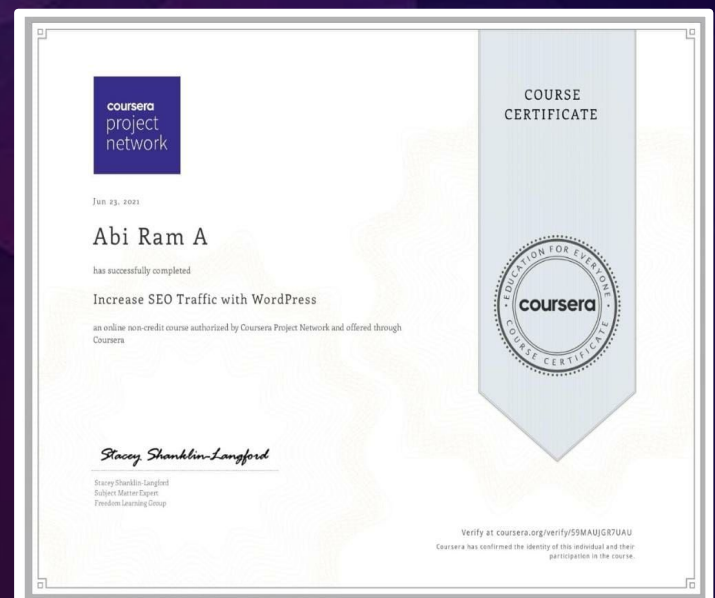 coursera
project
network
Jun 23, 2021
Abi Ram A
has successfully completed
Increase SEO Traffic with WordPress
an online non-credit course authorized by Coursera Project Network and offered through
Coursera
Stacey Shanklin-Langford
Stacey Shanklin-Langford
Subject Matter Expert
Freedom Learning Group
COURSE
CERTIFICATE
EDUCATION FOR EVERYONE
coursera
COURSE CERTIFICATE
Verify at coursera.org/verify/S9MAUJGR7UAU
Coursera has confirmed the identity of this individual and their
participation in the course.